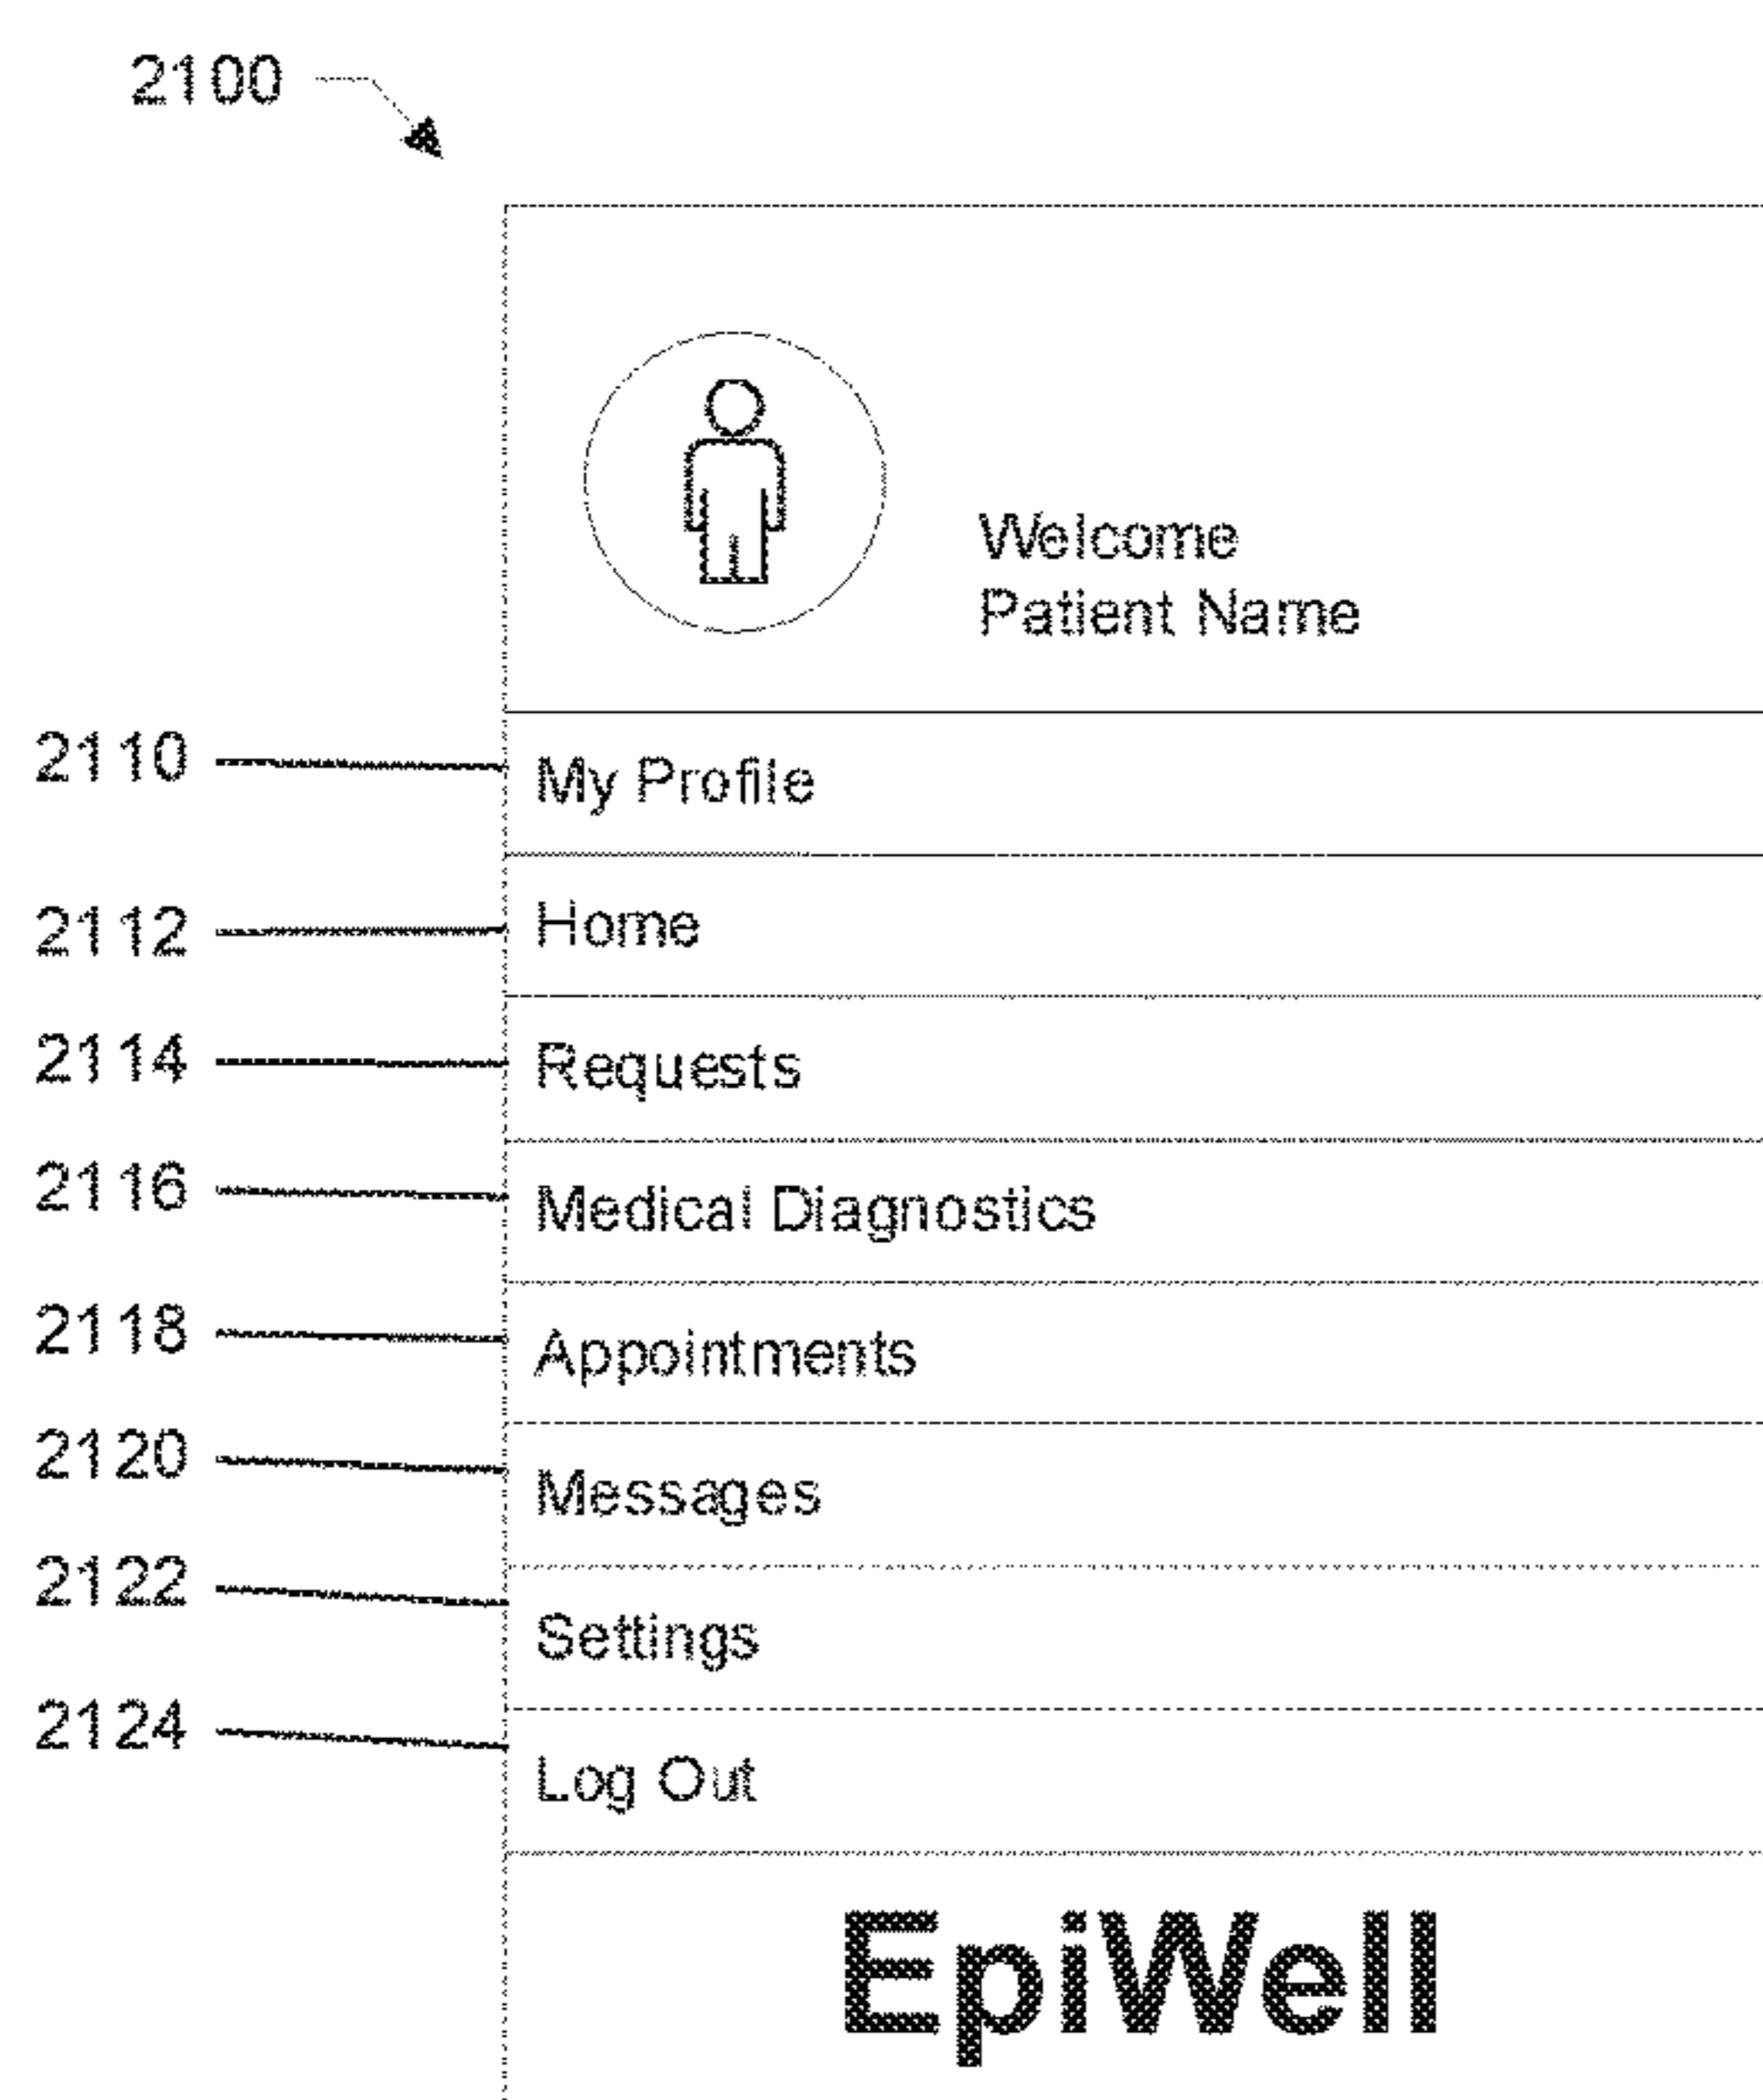 2100
Welcome
Patient Name
2110 My Profile
2112 Home
2114 Requests
2116 Medical Diagnostics
2118 Appointments
2120 Messages
2122 Settings
2124 Log Out
EpiWell